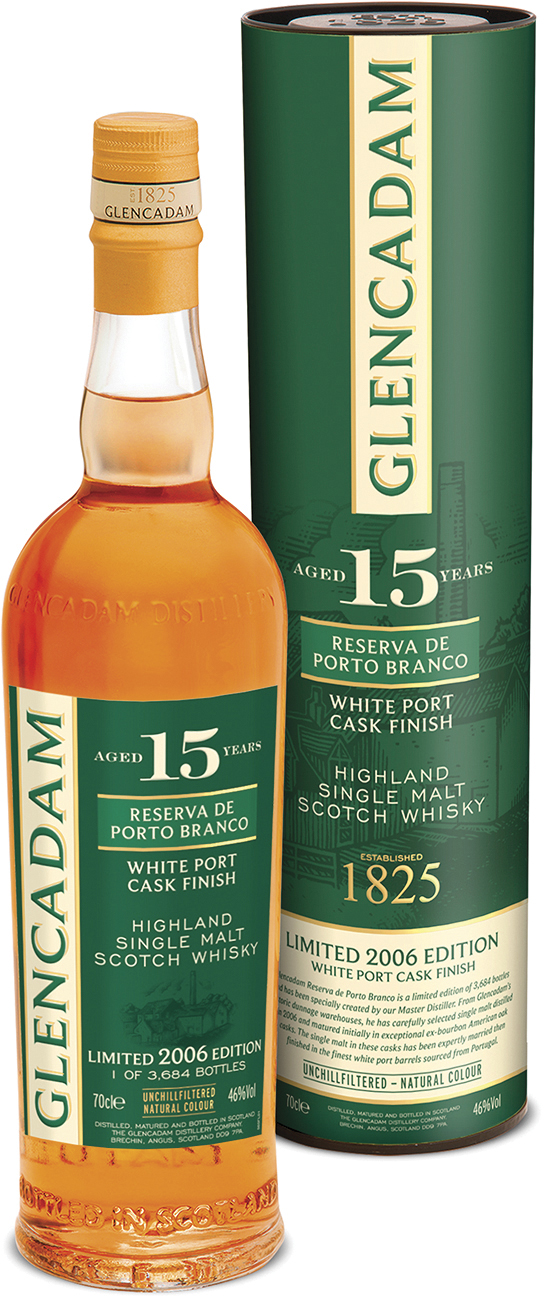 EST 1825
GLENCADAM
GLENCADAM DISTILLERY
GLENCADAM
AGED 15 YEARS
RESERVA DE
PORTO BRANCO
WHITE PORT
CASK FINISH
HIGHLAND
SINGLE MALT
SCOTCH WHISKY
LIMITED 2006 EDITION
1 OF 3,684 BOTTLES
70cle
UNCHILLFILTERED
NATURAL COLOUR
46%Vol
DISTILLED, MATURED AND BOTTLED IN SCOTLAND
THE GLENCADAM DISTILLERY COMPANY,
BRECHIN, ANGUS, SCOTLAND DD9 7PA.
BOTTLED IN SCOTLAND
GLENCADAM
AGED 15 YEARS
RESERVA DE
PORTO BRANCO
WHITE PORT
CASK FINISH
HIGHLAND
SINGLE MALT
SCOTCH WHISKY
ESTABLISHED
1825
LIMITED 2006 EDITION
WHITE PORT CASK FINISH
encadam Reserva de Porto Branco is a limited edition of 3,684 bottles
d has been specially created by our Master Distiller. From Glencadam's
oric dunnage warehouses, he has carefully selected single malt distilled
in 2006 and matured initially in exceptional ex-bourbon American oak
casks. The single malt in these casks has been expertly married then
finished in the finest white port barrels sourced from Portugal.
UNCHILLFILTERED – NATURAL COLOUR
70cle
46%Vol
DISTILLED, MATURED AND BOTTLED IN SCOTLAND
THE GLENCADAM DISTILLERY COMPANY,
BRECHIN, ANGUS, SCOTLAND DD9 7PA.